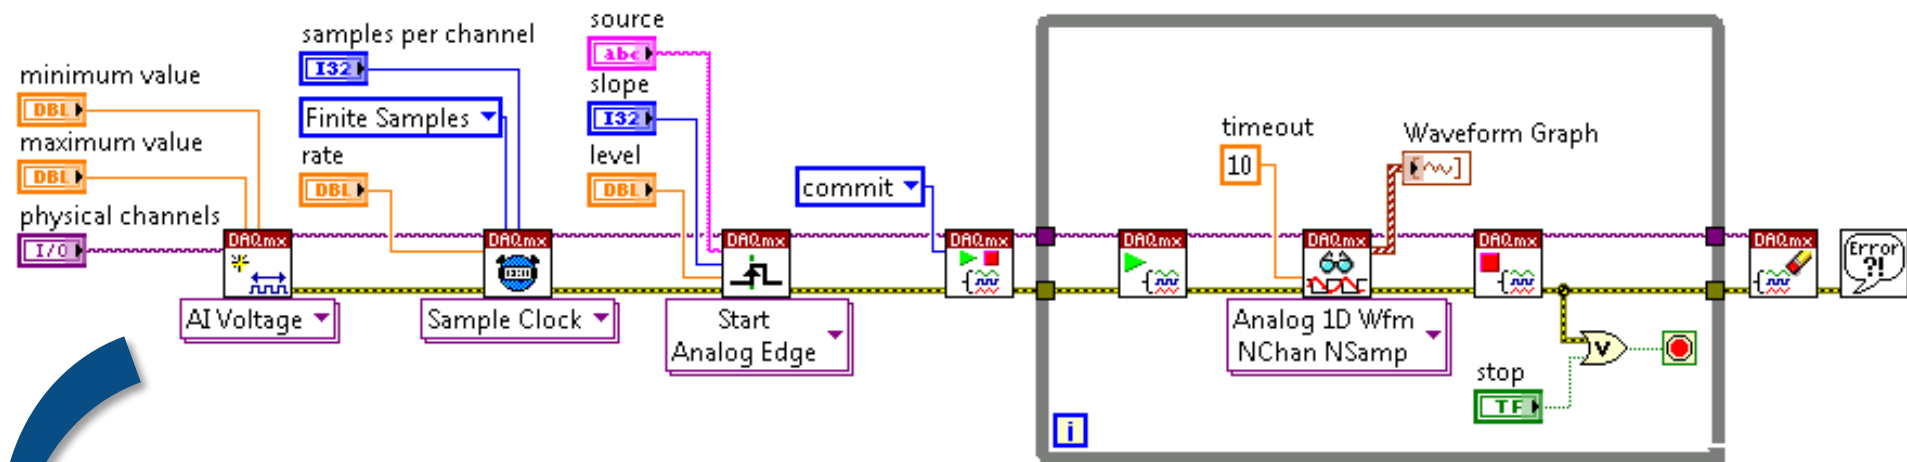 source
samples per channel
abc
minimum value
I32
slope
DBL
Finite Samples
I32
timeout
Waveform Graph
maximum value
rate
level
10
DBL
DBL
DBL
commit
physical channels
I/O
DAQmx
DAQmx
DAQmx
DAQmx
DAQmx
DAQmx
DAQmx
DAQmx
Error
?!
AI Voltage
Sample Clock
Start
Analog Edge
Analog 1D Wfm
NChan NSamp
V
stop
TF
i